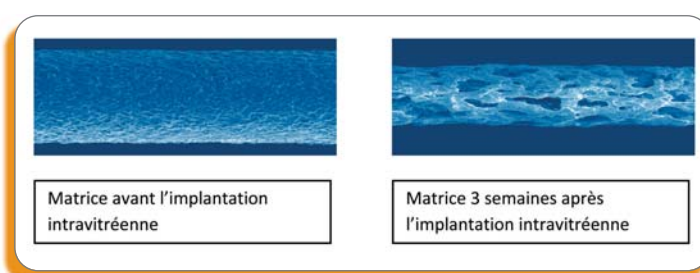 Matrice avant l'implantation
intravitréenne
Matrice 3 semaines après
l'implantation intravitréenne